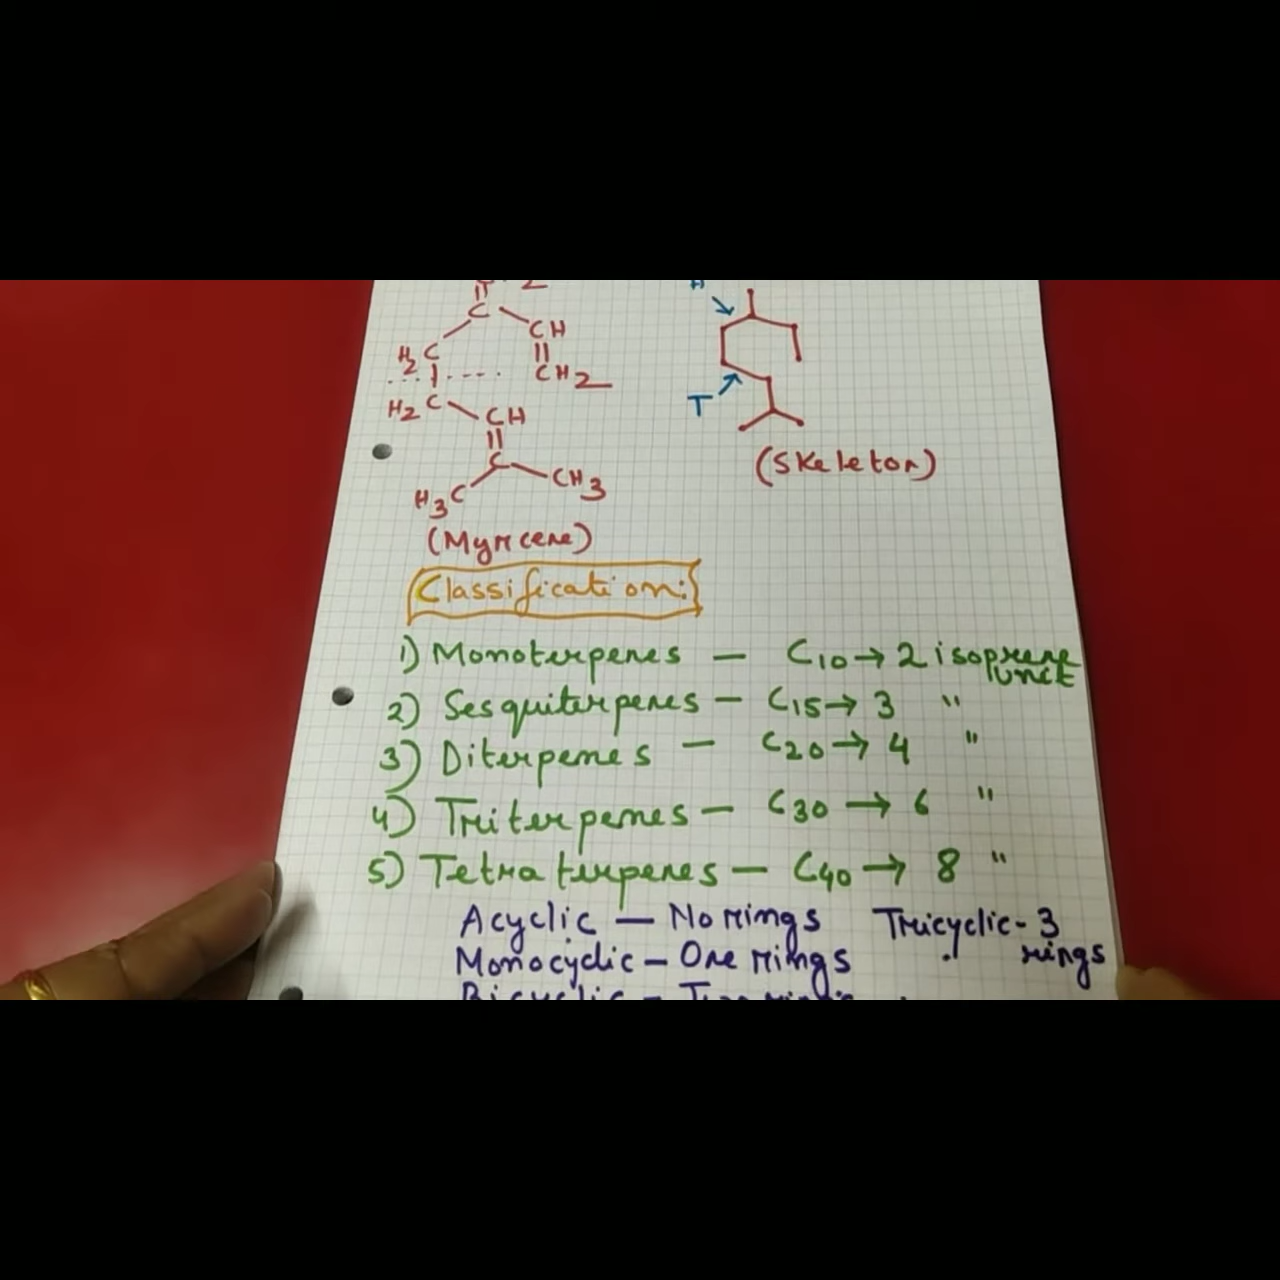 C
CH
H2C
CH2
H2C
CH
C
CH3
H3C
(Myrcene)
T
(Skeleton)
Classification:
1) Monoterpenes — C10 → 2 isoprene unit
2) Sesquiterpenes — C15 → 3 "
3) Diterpenes — C20 → 4 "
4) Triterpenes — C30 → 6 "
5) Tetra terpenes — C40 → 8 "
Acyclic — No rings Tricyclic - 3 rings
Monocyclic — One rings